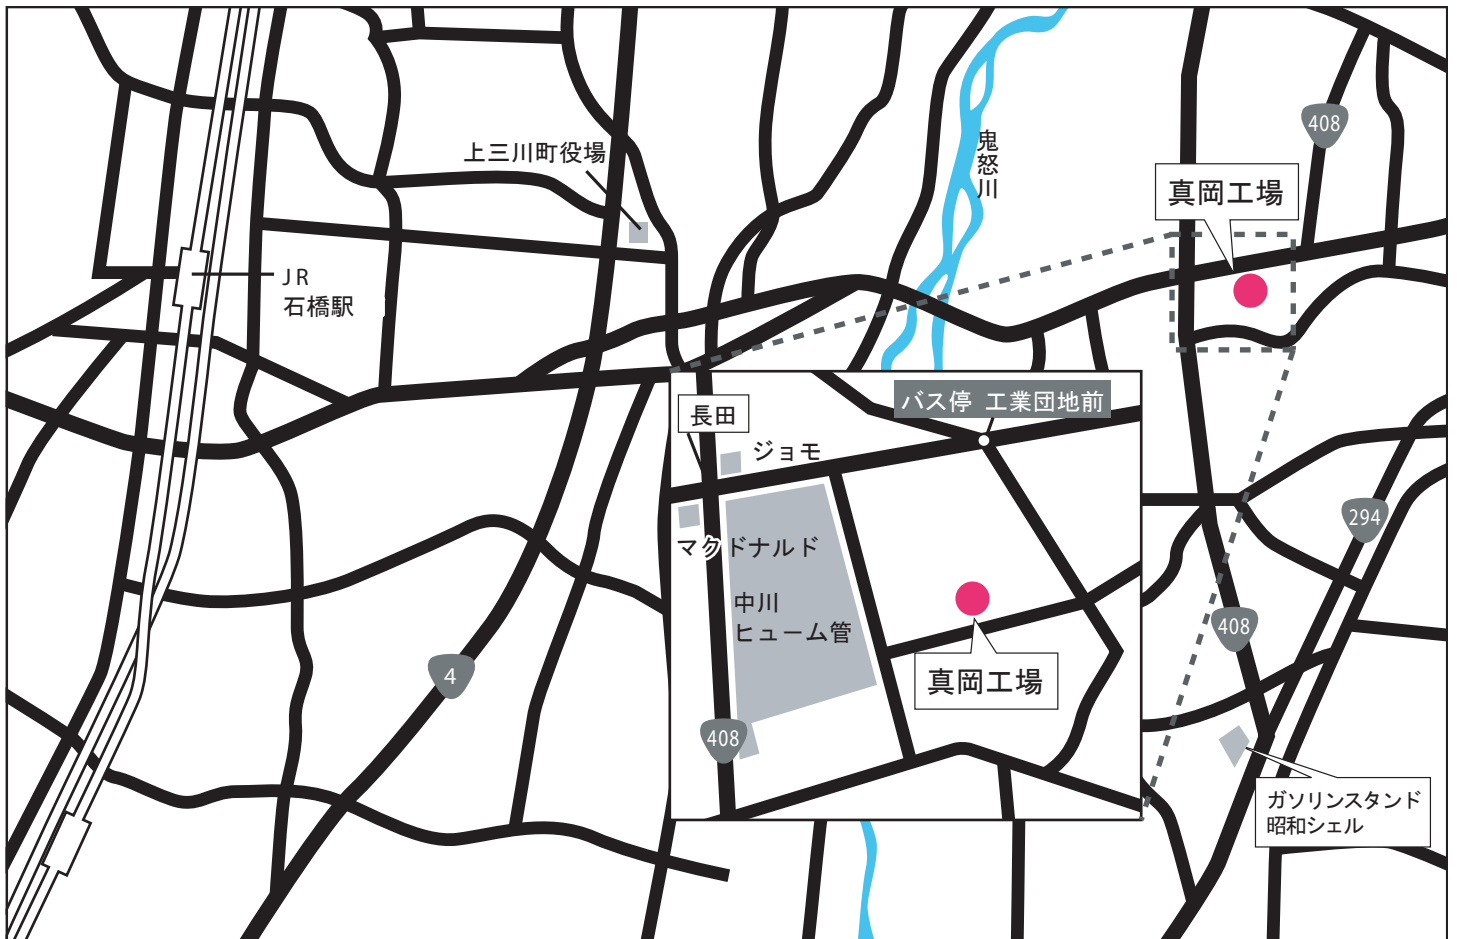 408
上三川町役場
鬼怒川
真岡工場
JR
石橋駅
長田
バス停 工業団地前
ジョモ
マクドナルド
中川
ヒューム管
真岡工場
408
294
408
4
ガソリンスタンド
昭和シェル